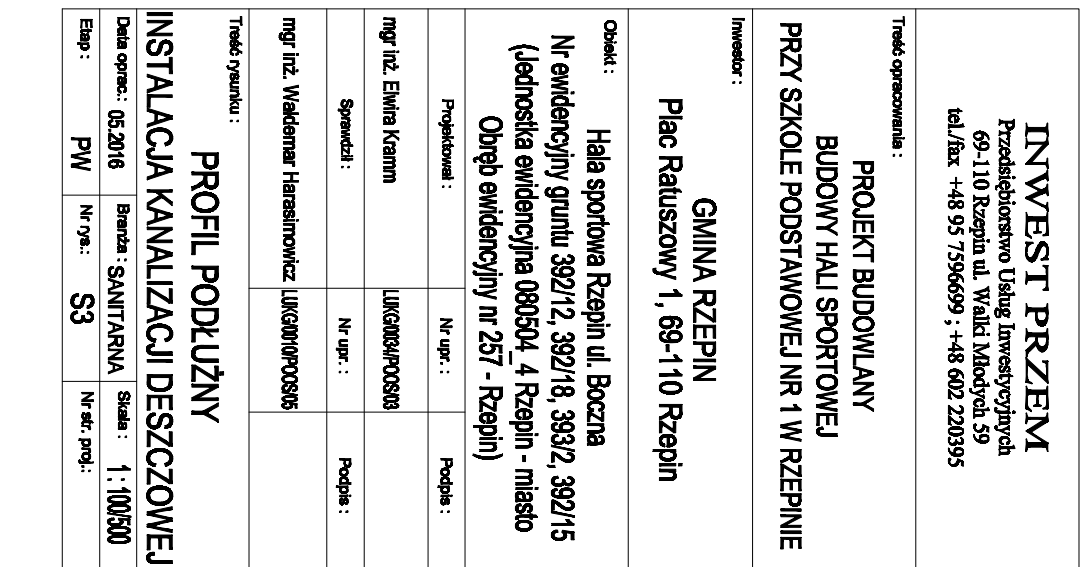 INWEST PRZEM
Przedsiębiorstwo Usług Inwestycyjnych
69-110 Rzepin ul. Walki Młodych 59
tel./fax +48 95 7596699 ; +48 602 220395
Treść opracowania :
PROJEKT BUDOWLANY
BUDOWY HALI SPORTOWEJ
PRZY SZKOLE PODSTAWOWEJ NR 1 W RZEPINIE
Inwestor :
GMINA RZEPIN
Plac Ratuszowy 1, 69-110 Rzepin
Obiekt :
Hala sportowa Rzepin ul. Boczna
Nr ewidencyjny gruntu 392/12, 392/18, 393/2, 392/15
(Jednostka ewidencyjna 080504_4 Rzepin - miasto
Obręb ewidencyjny nr 257 - Rzepin)
Projektował : Nr upr. : Podpis :
mgr inż. Elwira Kramm LUKG/0034/POOS/03
Sprawdził : Nr upr. : Podpis :
mgr inż. Waldemar Harasimowicz LUKG/0010/POOS/05
Treść rysunku :
PROFIL PODŁUŻNY
INSTALACJA KANALIZACJI DESZCZOWEJ
Data oprac.: 05.2016 Branża : SANITARNA Skala : 1 : 100/500
Etap : PW Nr rys.: S3 Nr str. proj.: